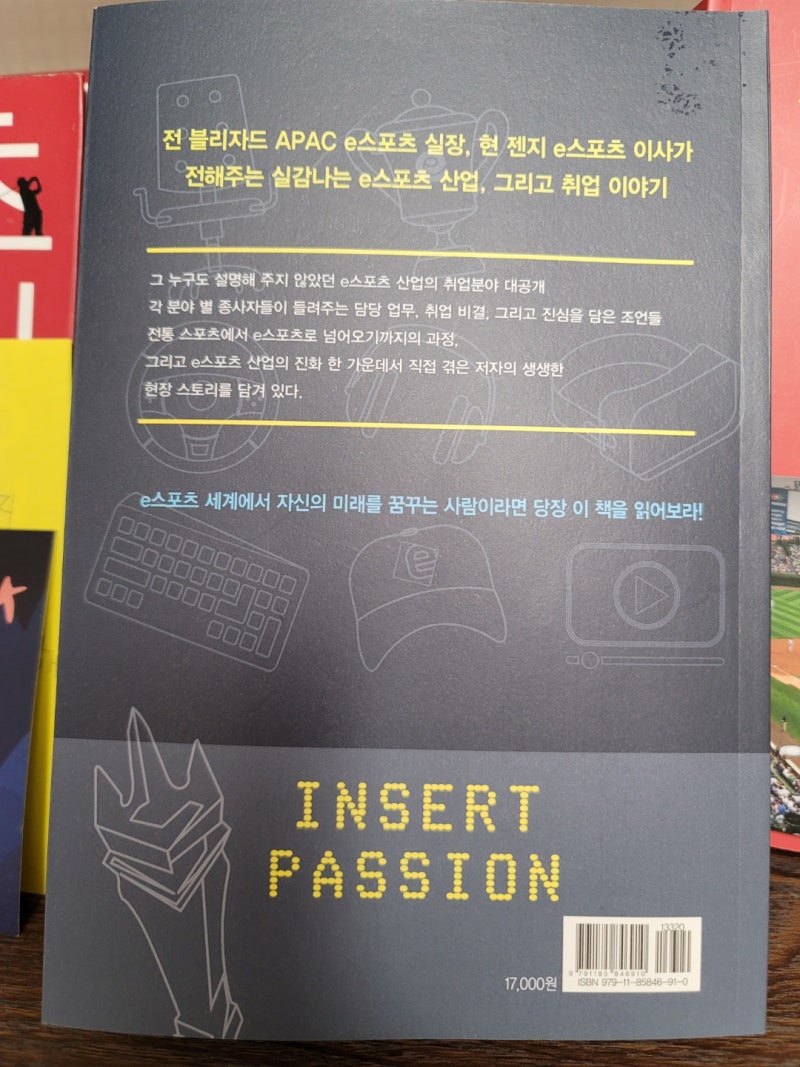 전 블리자드 APAC e스포츠 실장, 현 젠지 e스포츠 이사가
전해주는 실감나는 e스포츠 산업, 그리고 취업 이야기
그 누구도 설명해 주지 않았던 e스포츠 산업의 취업분야 대공개
각 분야 별 종사자들이 들려주는 담당 업무, 취업 비결, 그리고 진심을 담은 조언들
전통 스포츠에서 e스포츠로 넘어오기까지의 과정,
그리고 e스포츠 산업의 진화 한 가운데서 직접 겪은 저자의 생생한
현장 스토리를 담겨 있다.
e스포츠 세계에서 자신의 미래를 꿈꾸는 사람이라면 당장 이 책을 읽어보라!
e
INSERT
PASSION
13320
9 791185 846910
17,000원
ISBN 979-11-85846-91-0